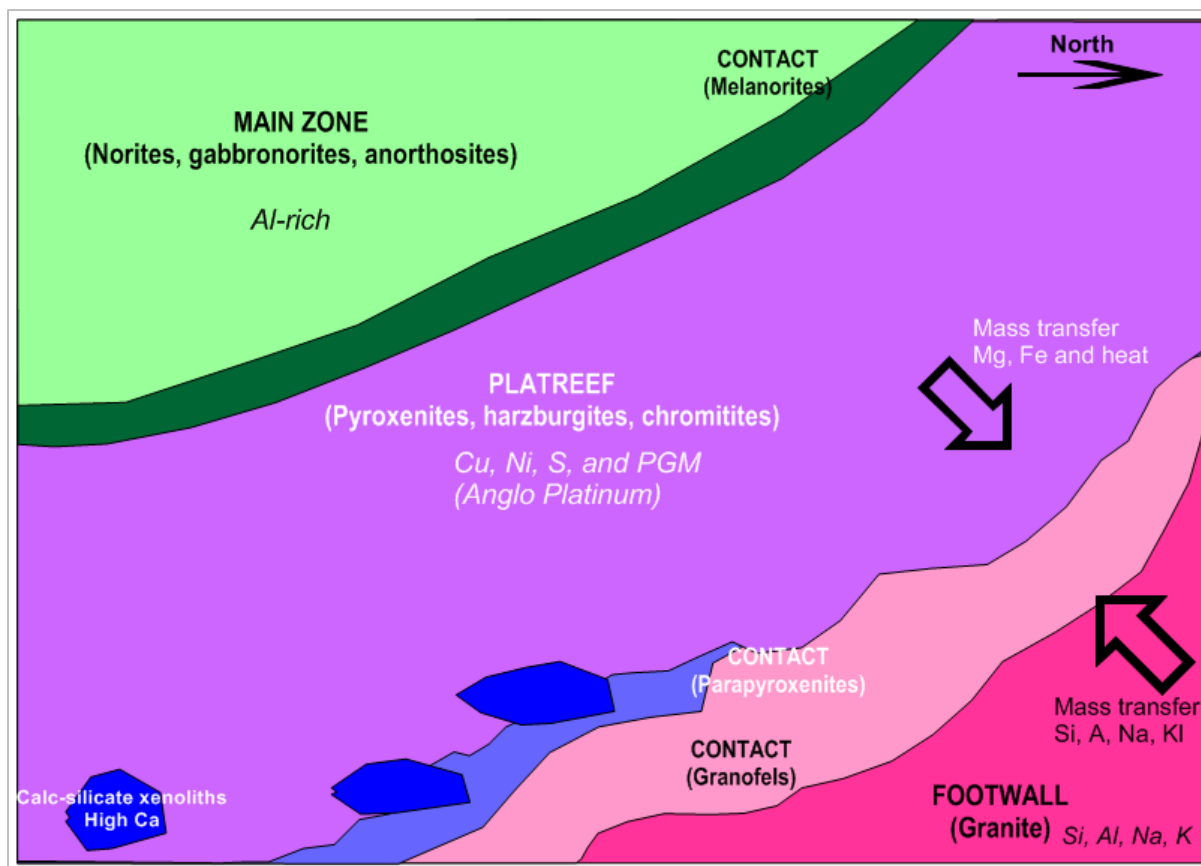 North
CONTACT
(Melanorites)
MAIN ZONE
(Norites, gabbronorites, anorthosites)
Al-rich
Mass transfer
Mg, Fe and heat
PLATREEF
(Pyroxenites, harzburgites, chromitites)
Cu, Ni, S, and PGM
(Anglo Platinum)
CONTACT
(Parapyroxenites)
Mass transfer
Si, A, Na, KI
CONTACT
(Granofels)
Calc-silicate xenoliths
High Ca
FOOTWALL
(Granite) Si, Al, Na, K